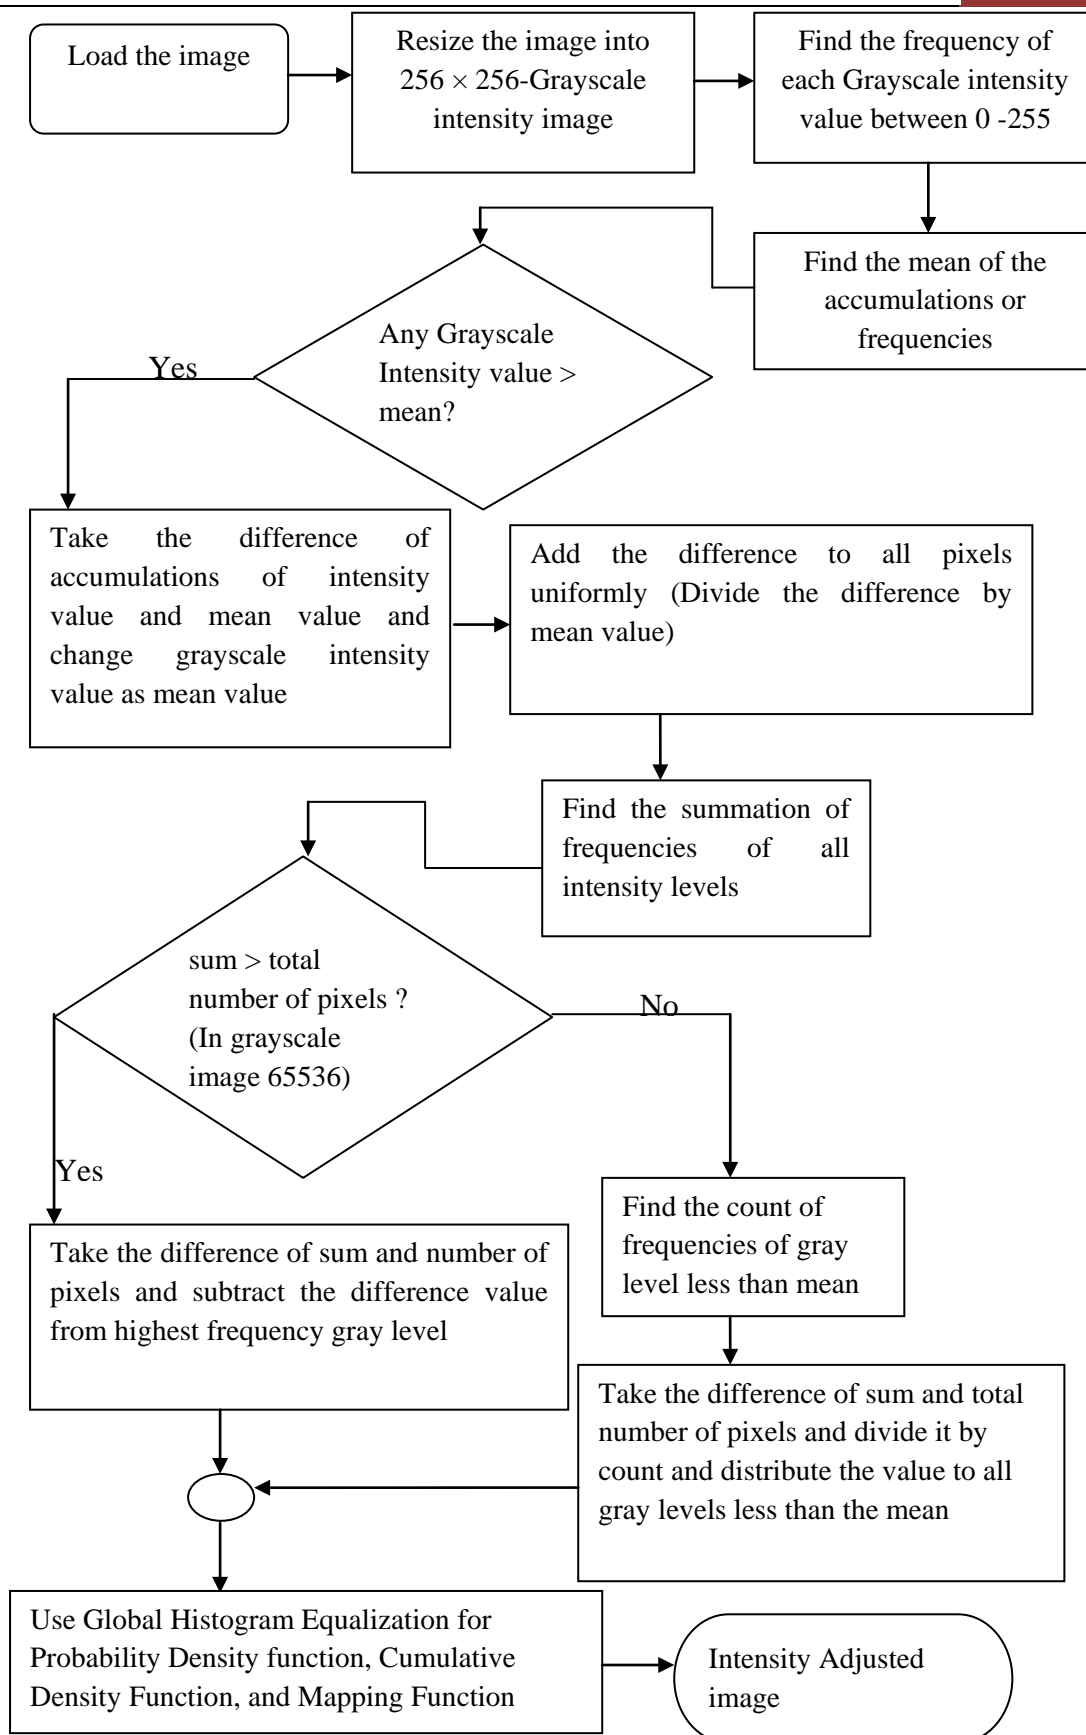 Load the image
Resize the image into
256 × 256-Grayscale
intensity image
Find the frequency of
each Grayscale intensity
value between 0 -255
Find the mean of the
accumulations or
frequencies
Any Grayscale
Intensity value >
mean?
Yes
Take the difference of
accumulations of intensity
value and mean value and
change grayscale intensity
value as mean value
Add the difference to all pixels
uniformly (Divide the difference by
mean value)
Find the summation of
frequencies of all
intensity levels
sum > total
number of pixels ?
(In grayscale
image 65536)
No
Yes
Find the count of
frequencies of gray
level less than mean
Take the difference of sum and number of
pixels and subtract the difference value
from highest frequency gray level
Take the difference of sum and total
number of pixels and divide it by
count and distribute the value to all
gray levels less than the mean
Use Global Histogram Equalization for
Probability Density function, Cumulative
Density Function, and Mapping Function
Intensity Adjusted
image